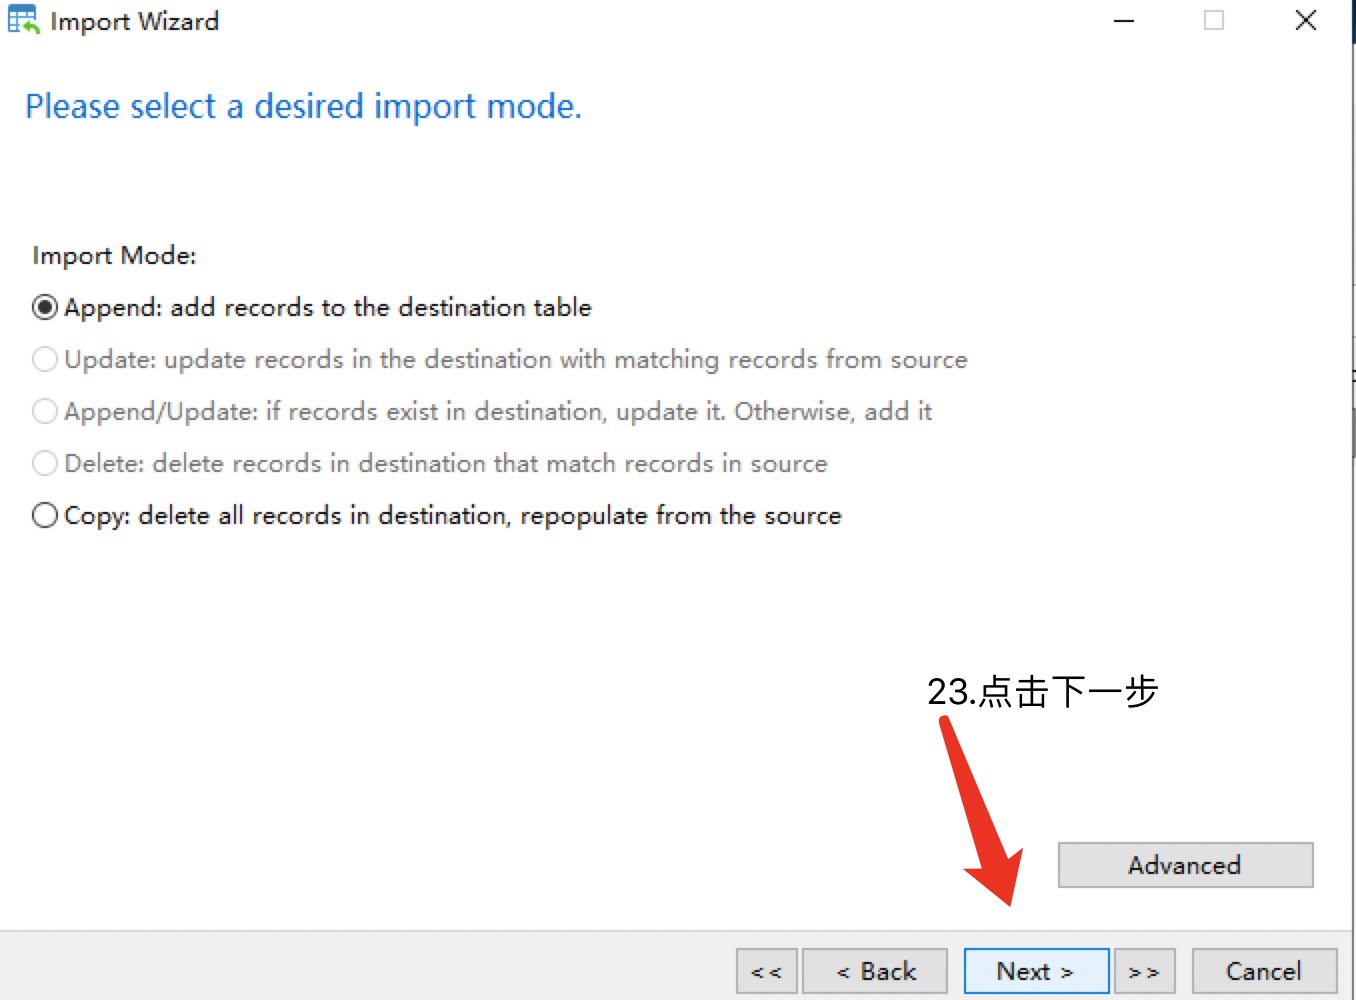 Import Wizard
Please select a desired import mode.
Import Mode:
Append: add records to the destination table
Update: update records in the destination with matching records from source
Append/Update: if records exist in destination, update it. Otherwise, add it
Delete: delete records in destination that match records in source
Copy: delete all records in destination, repopulate from the source
23.点击下一步
Advanced
<< < Back Next > >> Cancel